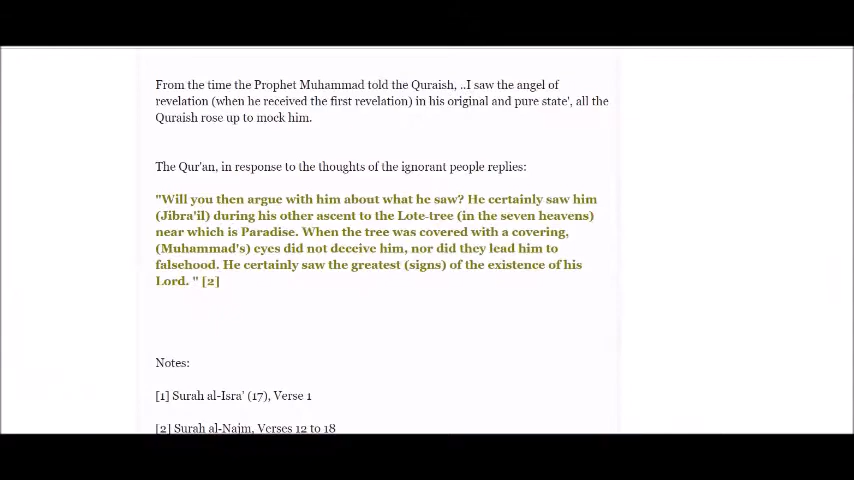 From the time the Prophet Muhammad told the Quraish, ..I saw the angel of
revelation (when he received the first revelation) in his original and pure state', all the
Quraish rose up to mock him.
The Qur'an, in response to the thoughts of the ignorant people replies:
"Will you then argue with him about what he saw? He certainly saw him
(Jibra'il) during his other ascent to the Lote-tree (in the seven heavens)
near which is Paradise. When the tree was covered with a covering,
(Muhammad's) eyes did not deceive him, nor did they lead him to
falsehood. He certainly saw the greatest (signs) of the existence of his
Lord. " [2]
Notes:
[1] Surah al-Isra' (17), Verse 1
[2] Surah al-Najm, Verses 12 to 18